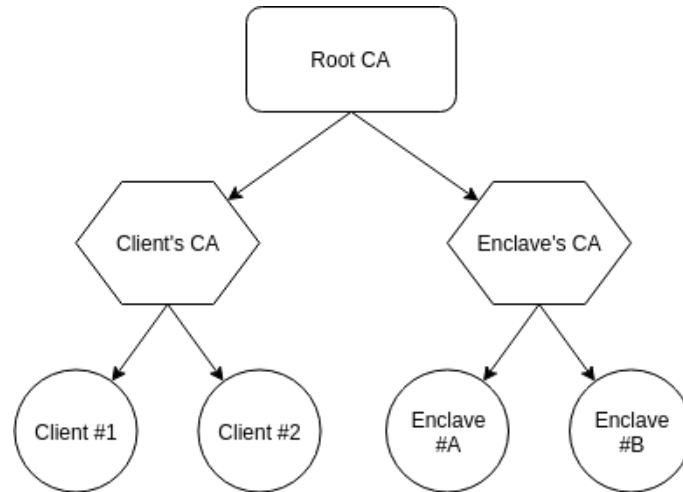 Root CA
Client's CA
Enclave's CA
Client #1
Client #2
Enclave
#A
Enclave
#B